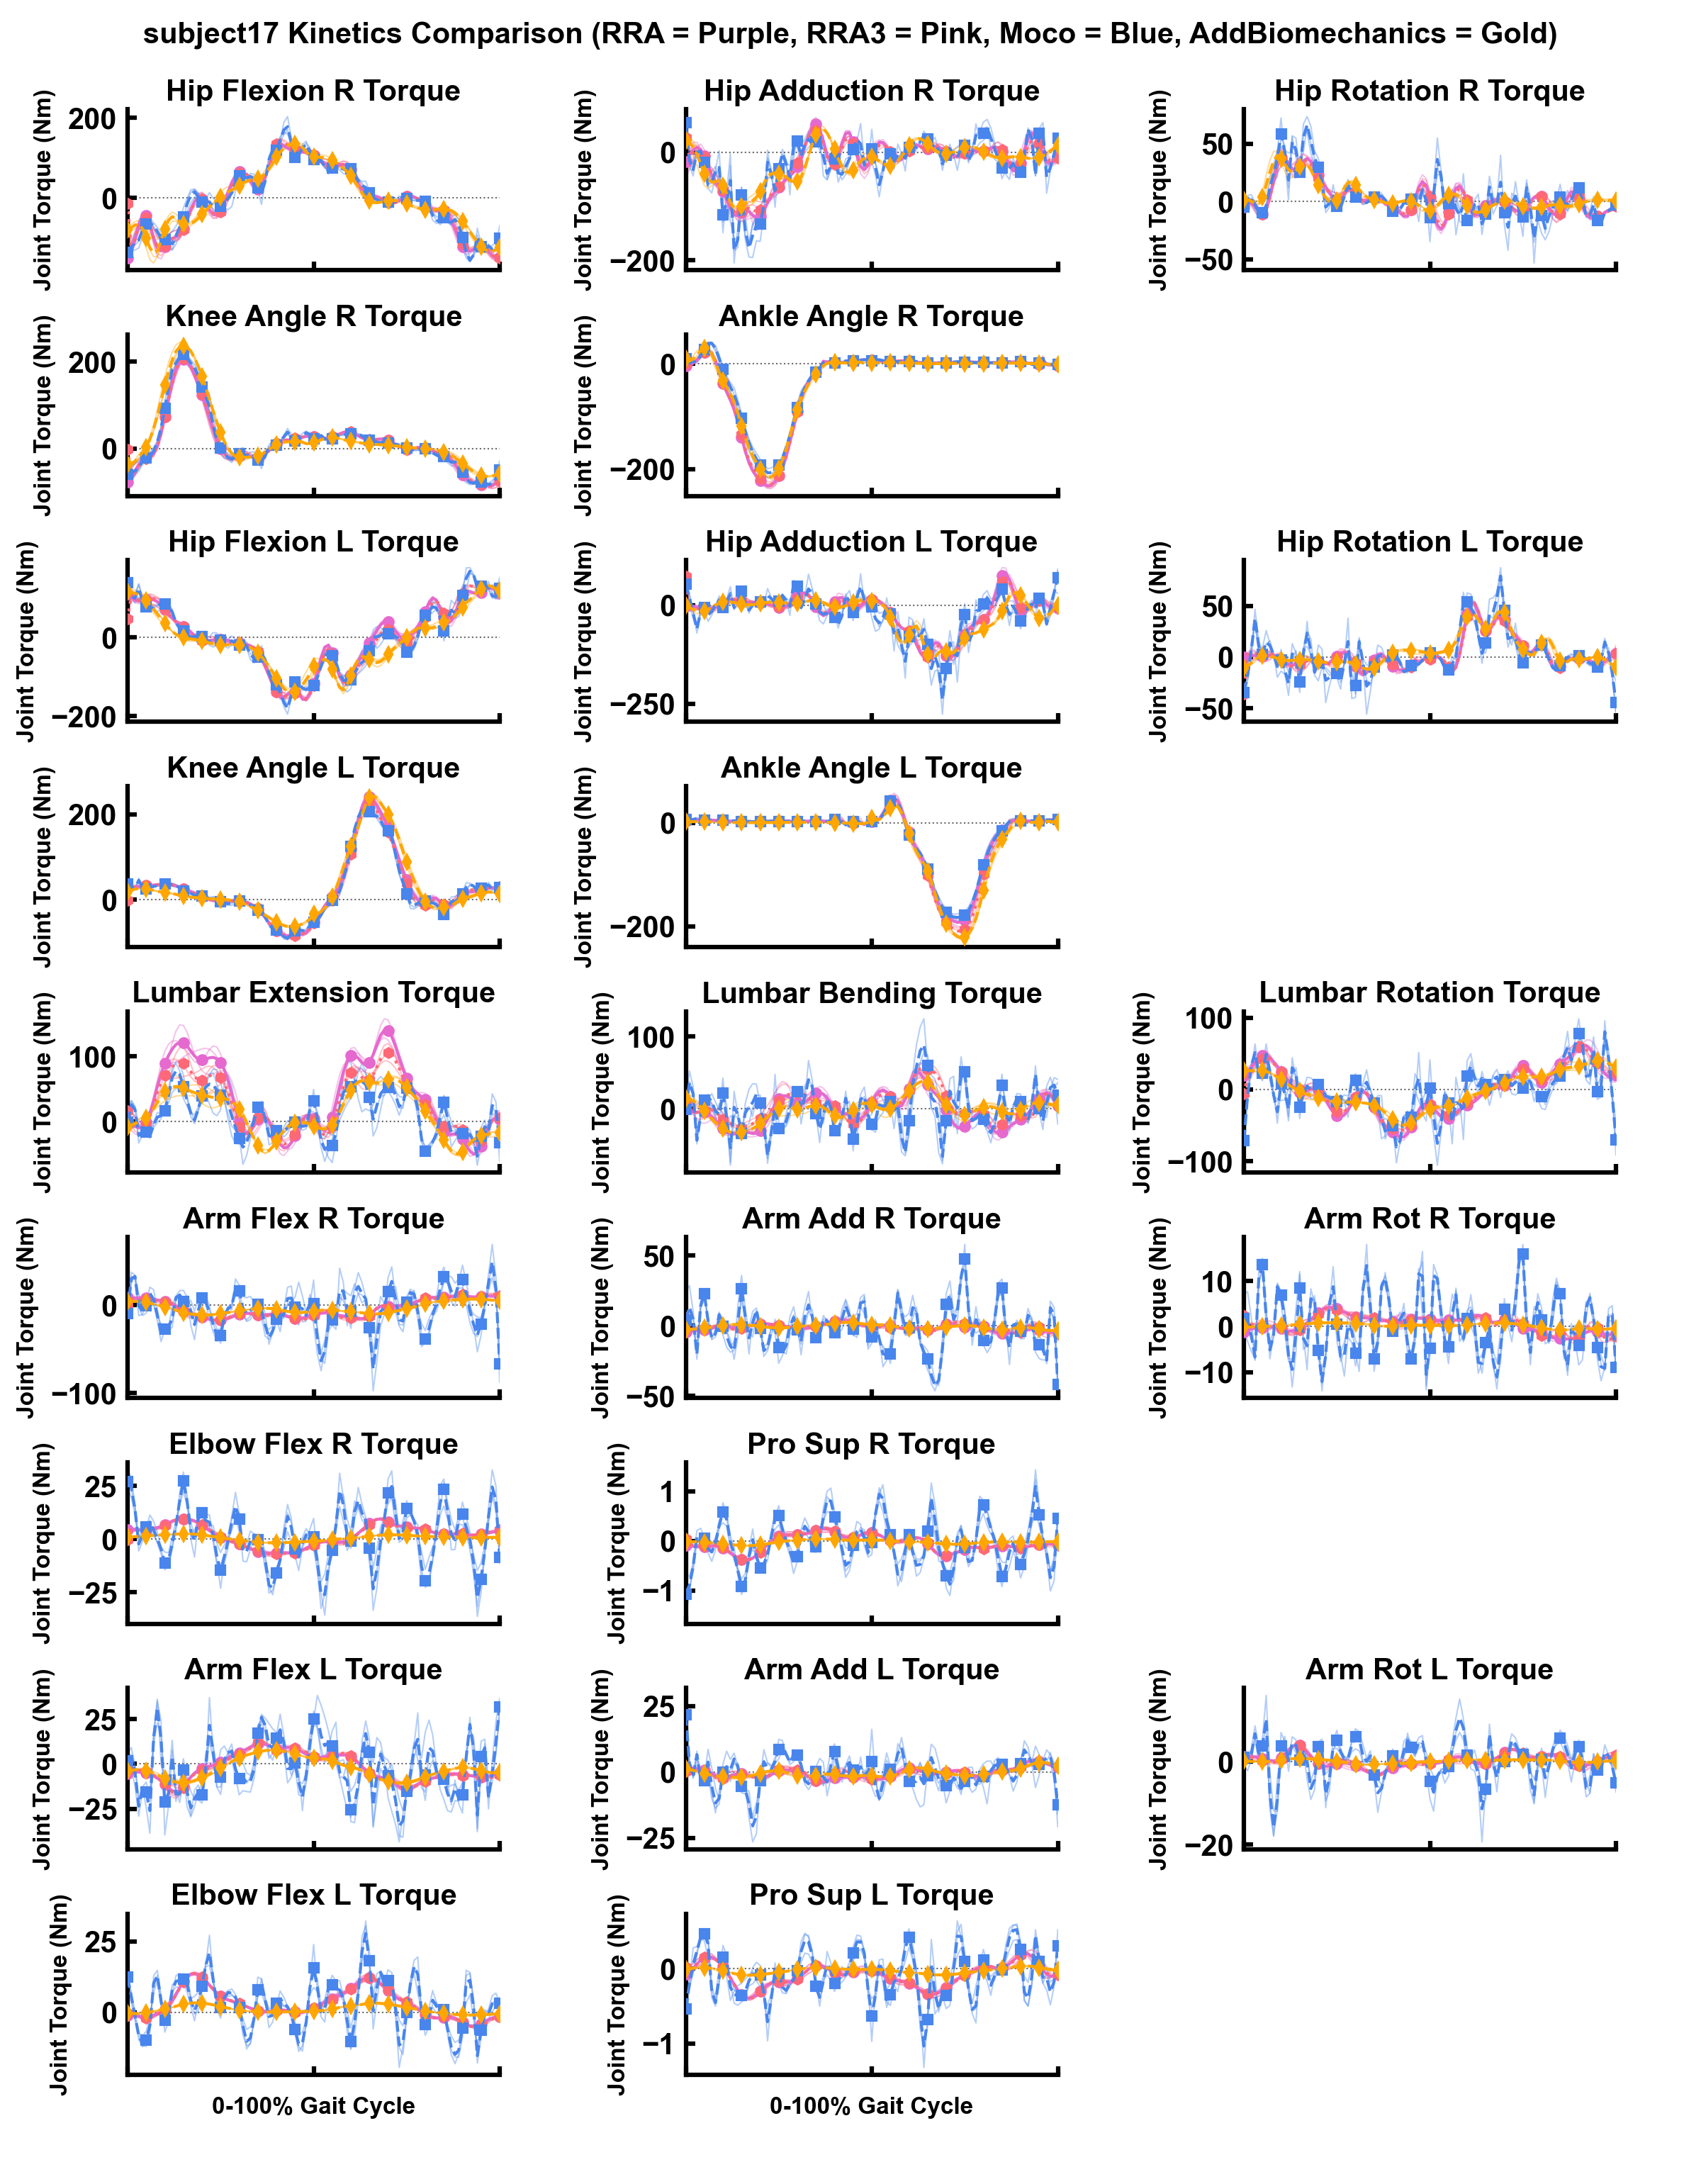 subject17 Kinetics Comparison (RRA = Purple, RRA3 = Pink, Moco = Blue, AddBiomechanics = Gold)
Hip Flexion R Torque
Joint Torque (Nm)
200
0
Hip Adduction R Torque
Joint Torque (Nm)
0
−200
Hip Rotation R Torque
Joint Torque (Nm)
50
0
−50
Knee Angle R Torque
Joint Torque (Nm)
200
0
Ankle Angle R Torque
Joint Torque (Nm)
0
−200
Hip Flexion L Torque
Joint Torque (Nm)
0
−200
Hip Adduction L Torque
Joint Torque (Nm)
0
−250
Hip Rotation L Torque
Joint Torque (Nm)
50
0
−50
Knee Angle L Torque
Joint Torque (Nm)
200
0
Ankle Angle L Torque
Joint Torque (Nm)
0
−200
Lumbar Extension Torque
Joint Torque (Nm)
100
0
Lumbar Bending Torque
Joint Torque (Nm)
100
0
Lumbar Rotation Torque
Joint Torque (Nm)
100
0
−100
Arm Flex R Torque
Joint Torque (Nm)
0
−100
Arm Add R Torque
Joint Torque (Nm)
50
0
−50
Arm Rot R Torque
Joint Torque (Nm)
10
0
−10
Elbow Flex R Torque
Joint Torque (Nm)
25
0
−25
Pro Sup R Torque
Joint Torque (Nm)
1
0
−1
Arm Flex L Torque
Joint Torque (Nm)
25
0
−25
Arm Add L Torque
Joint Torque (Nm)
25
0
−25
Arm Rot L Torque
Joint Torque (Nm)
0
−20
Elbow Flex L Torque
Joint Torque (Nm)
25
0
0-100% Gait Cycle
Pro Sup L Torque
Joint Torque (Nm)
0
−1
0-100% Gait Cycle